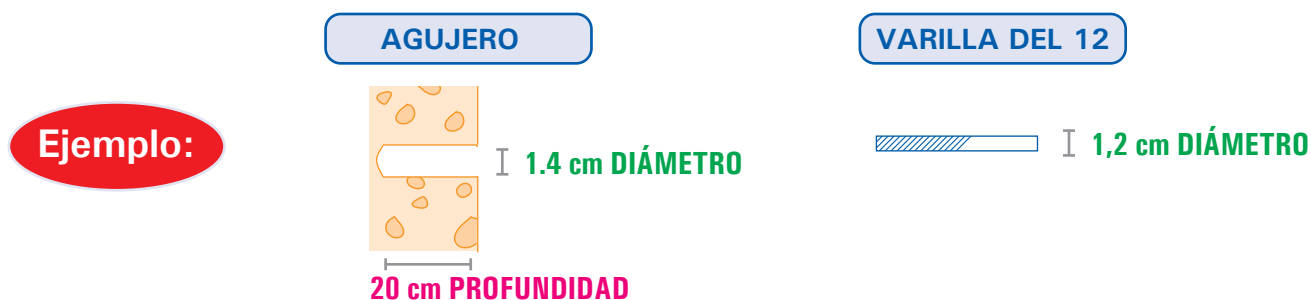 AGUJERO
VARILLA DEL 12
Ejemplo:
1.4 cm DIÁMETRO
1,2 cm DIÁMETRO
20 cm PROFUNDIDAD